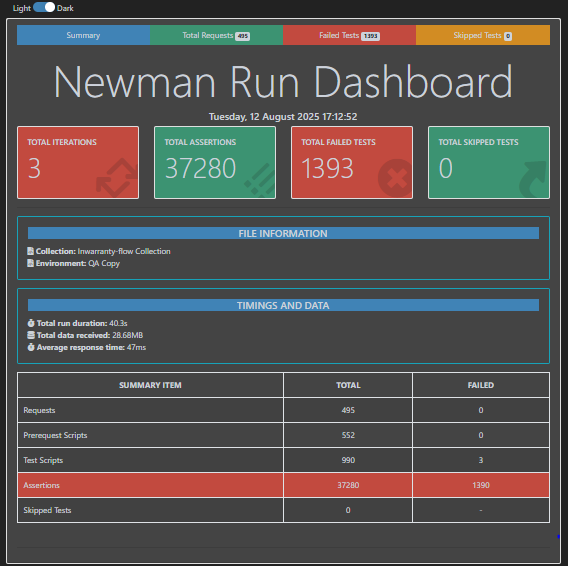 Light Dark
Summary Total Requests 495 Failed Tests 1393 Skipped Tests 0
Newman Run Dashboard
Tuesday, 12 August 2025 17:12:52
TOTAL ITERATIONS TOTAL ASSERTIONS TOTAL FAILED TESTS TOTAL SKIPPED TESTS
3 37280 1393 0
FILE INFORMATION
Collection: Inwarranty-flow Collection
Environment: QA Copy
TIMINGS AND DATA
Total run duration: 40.3s
Total data received: 28.68MB
Average response time: 47ms
SUMMARY ITEM TOTAL FAILED
Requests 495 0
Prerequest Scripts 552 0
Test Scripts 990 3
Assertions 37280 1390
Skipped Tests 0 -